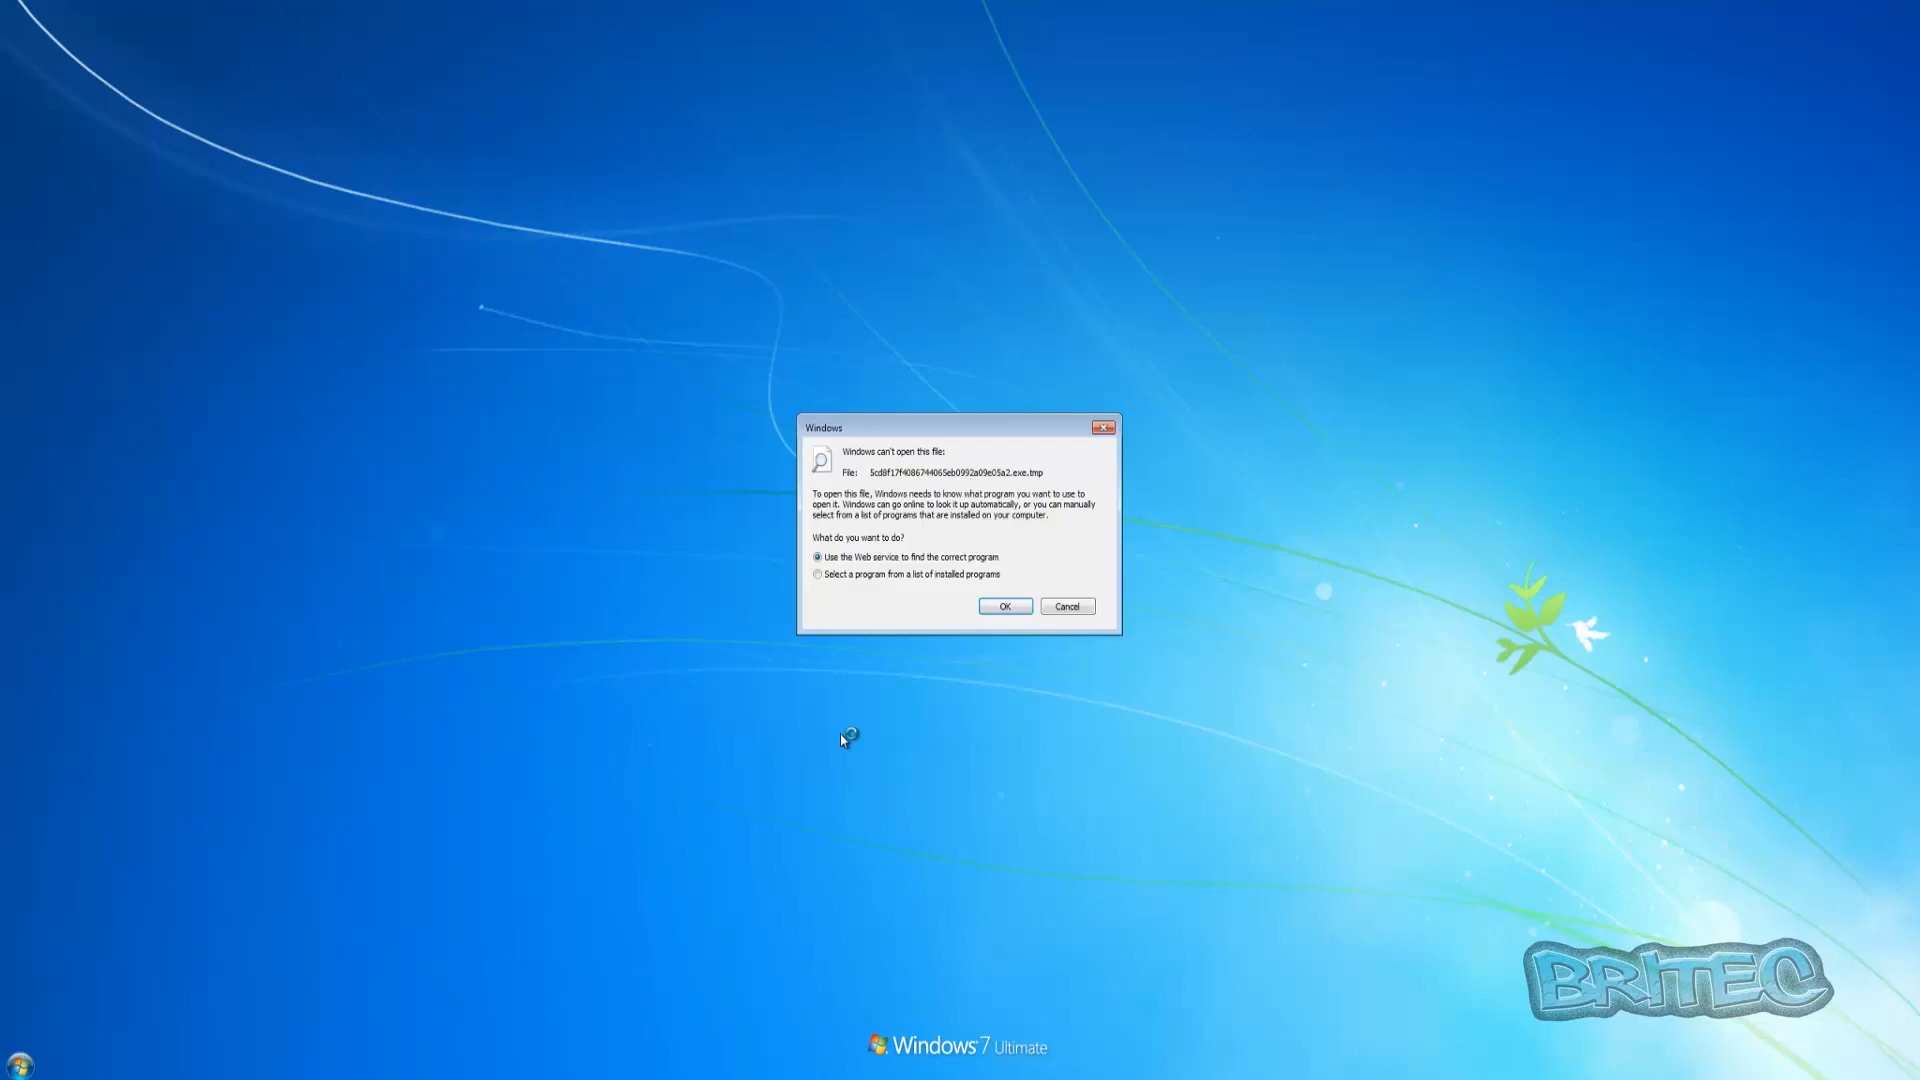 Windows
Windows can't open this file:
File: 5cd8f17f4086744065eb0992a09e05a2.exe.tmp
To open this file, Windows needs to know what program you want to use to
open it. Windows can go online to look it up automatically, or you can manually
select from a list of programs that are installed on your computer.
What do you want to do?
Use the Web service to find the correct program
Select a program from a list of installed programs
OK Cancel
BRITEC
Windows 7 Ultimate